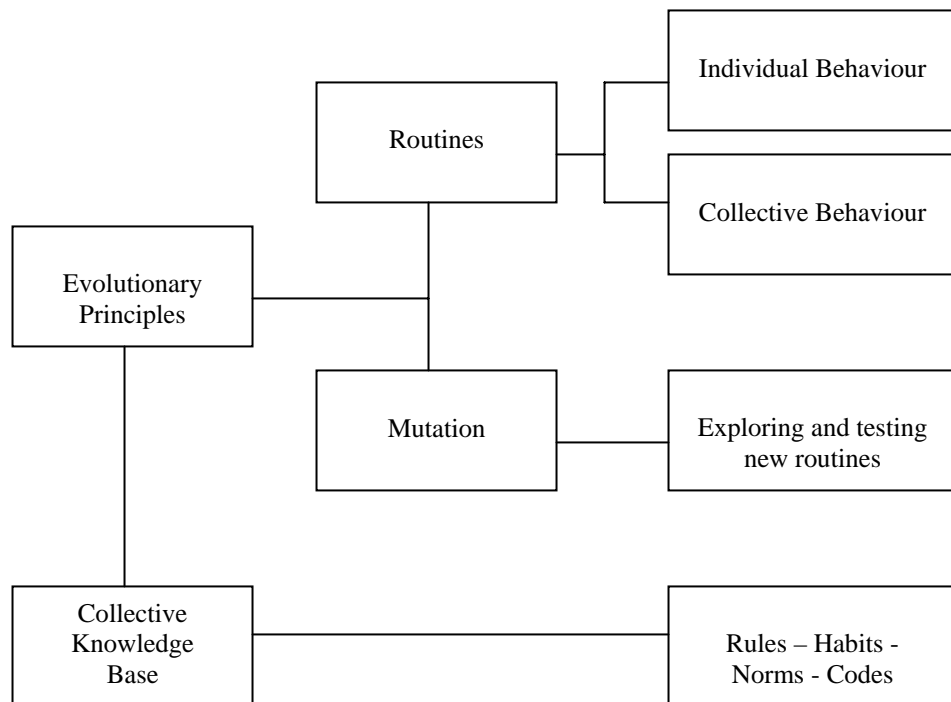 Individual Behaviour
Routines
Collective Behaviour
Evolutionary
Principles
Mutation
Exploring and testing
new routines
Collective
Knowledge
Base
Rules – Habits -
Norms - Codes